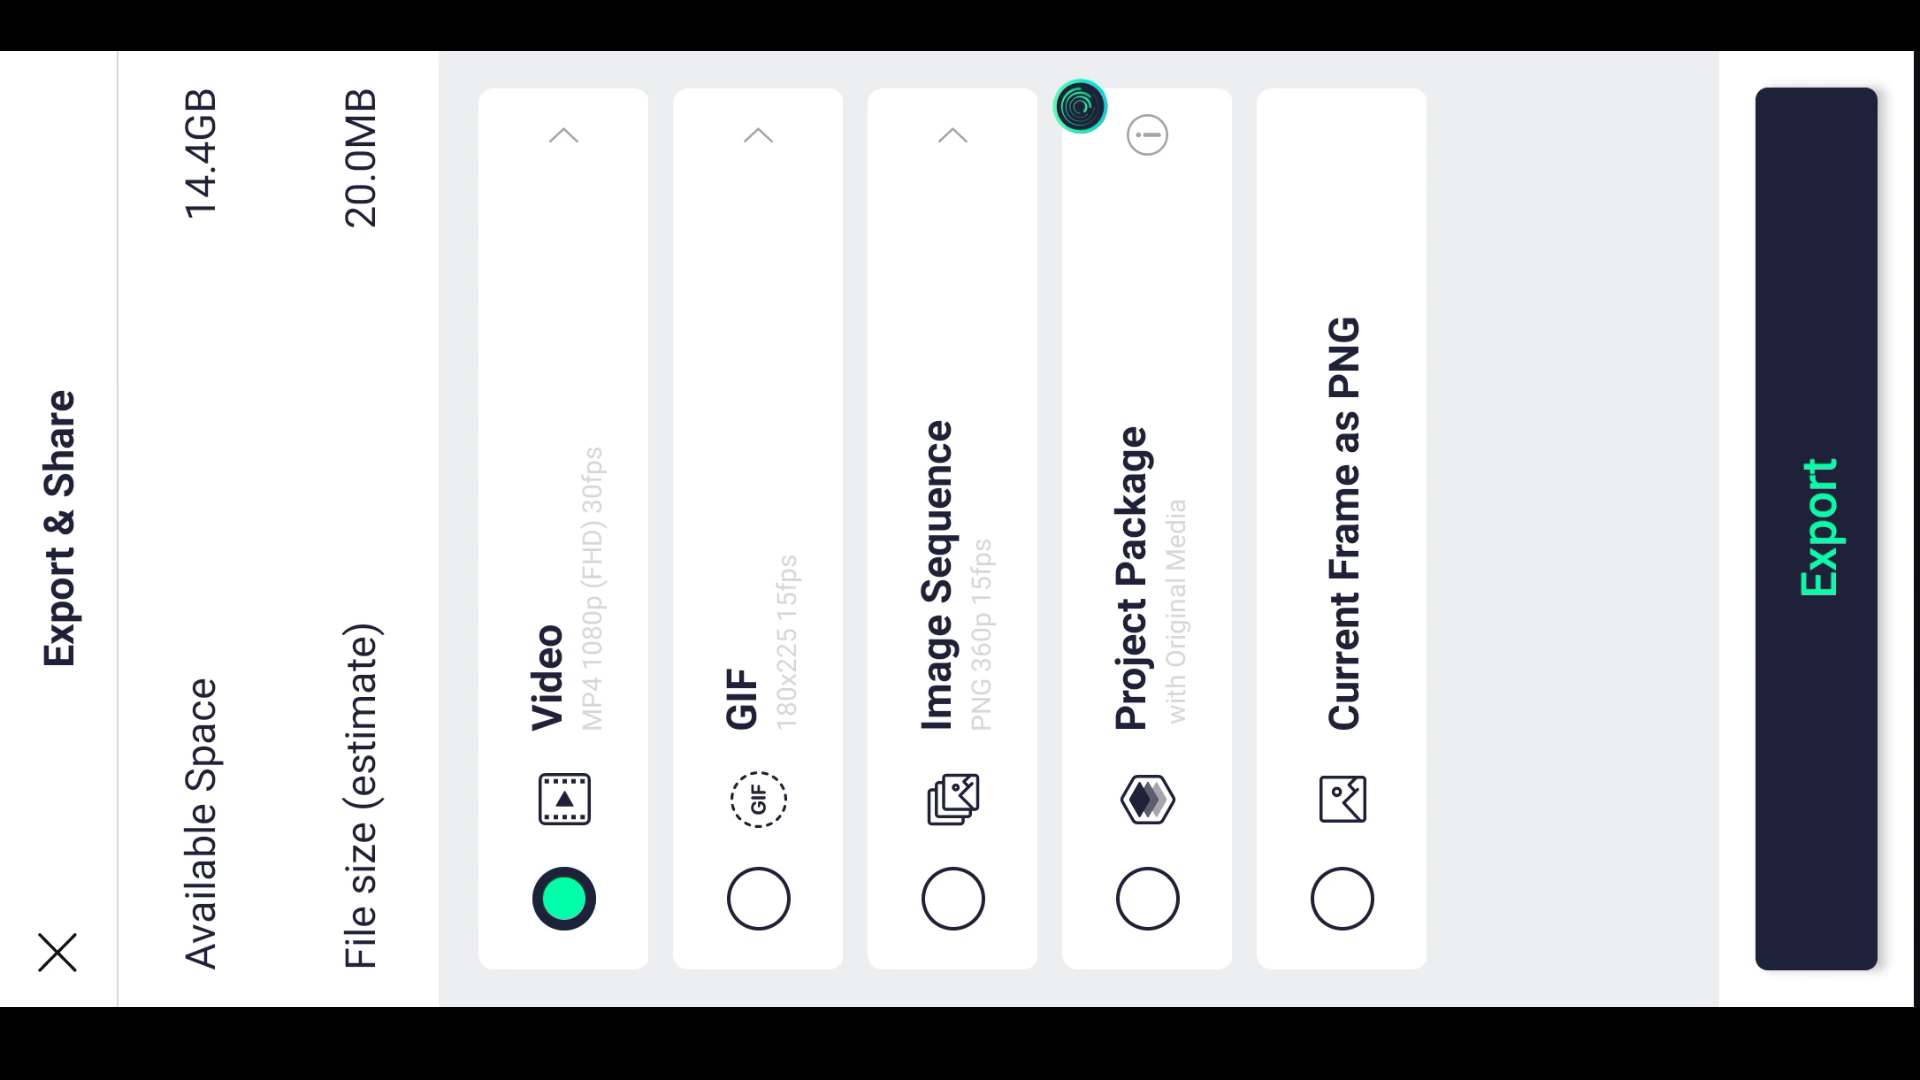 Export & Share
Available Space 14.4GB
File size (estimate) 20.0MB
Video
MP4 1080p (FHD) 30fps
GIF
GIF
180x225 15fps
Image Sequence
PNG 360p 15fps
Project Package
with Original Media
Current Frame as PNG
Export